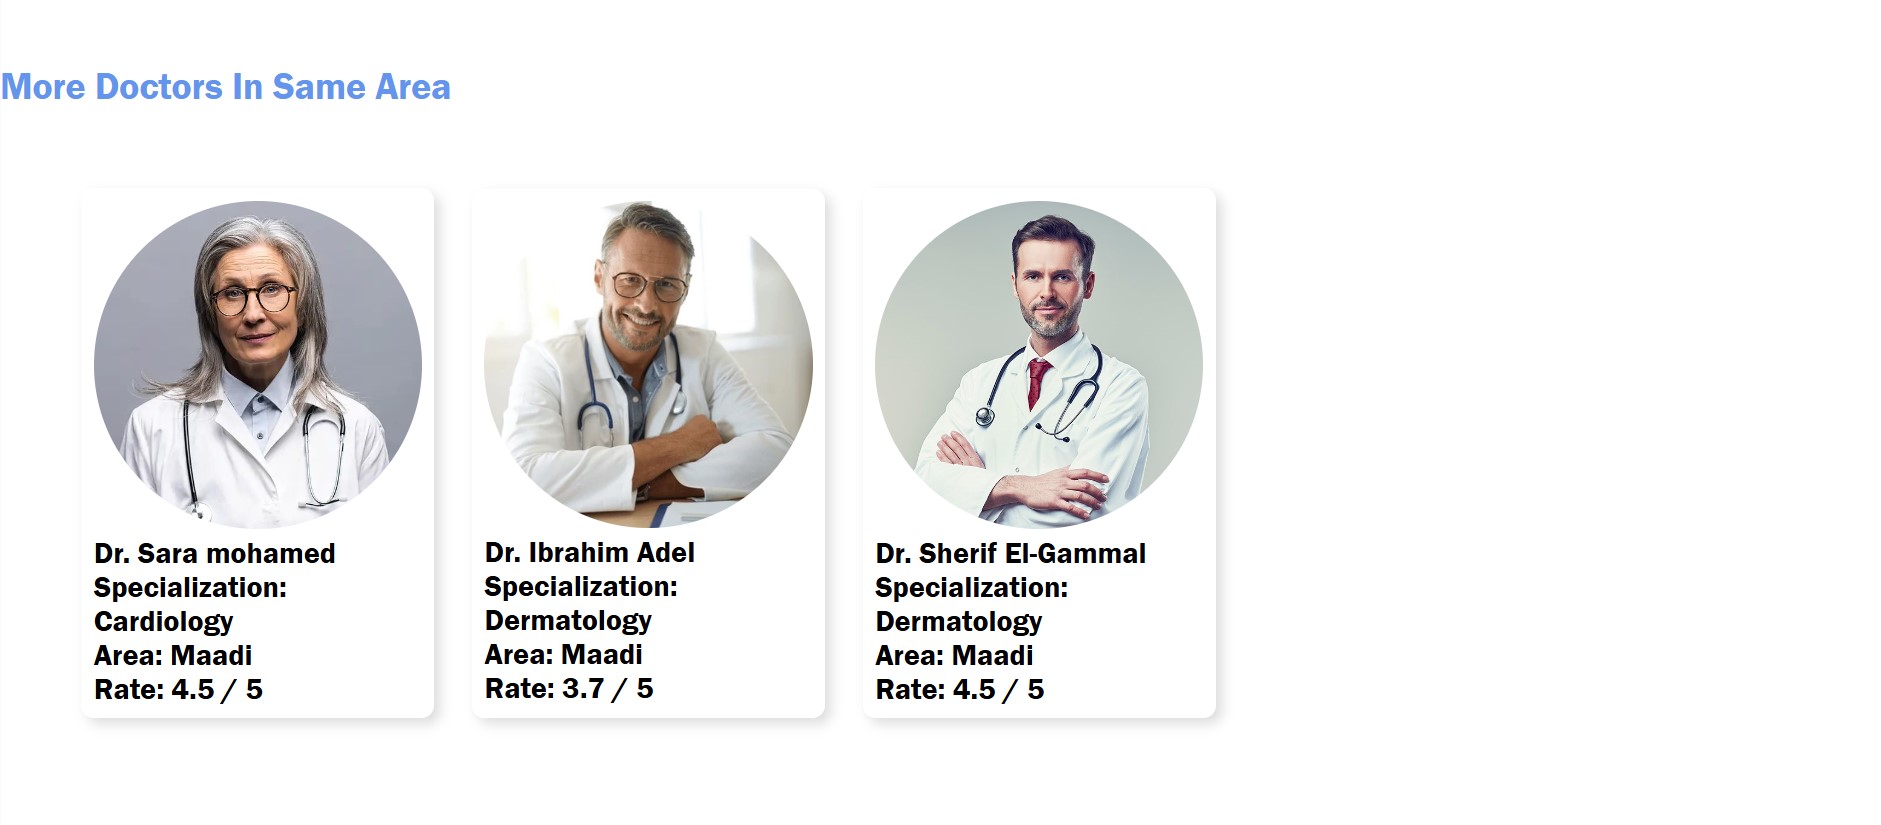 More Doctors In Same Area
Dr. Sara mohamed
Specialization:
Cardiology
Area: Maadi
Rate: 4.5 / 5
Dr. Ibrahim Adel
Specialization:
Dermatology
Area: Maadi
Rate: 3.7 / 5
Dr. Sherif El-Gammal
Specialization:
Dermatology
Area: Maadi
Rate: 4.5 / 5